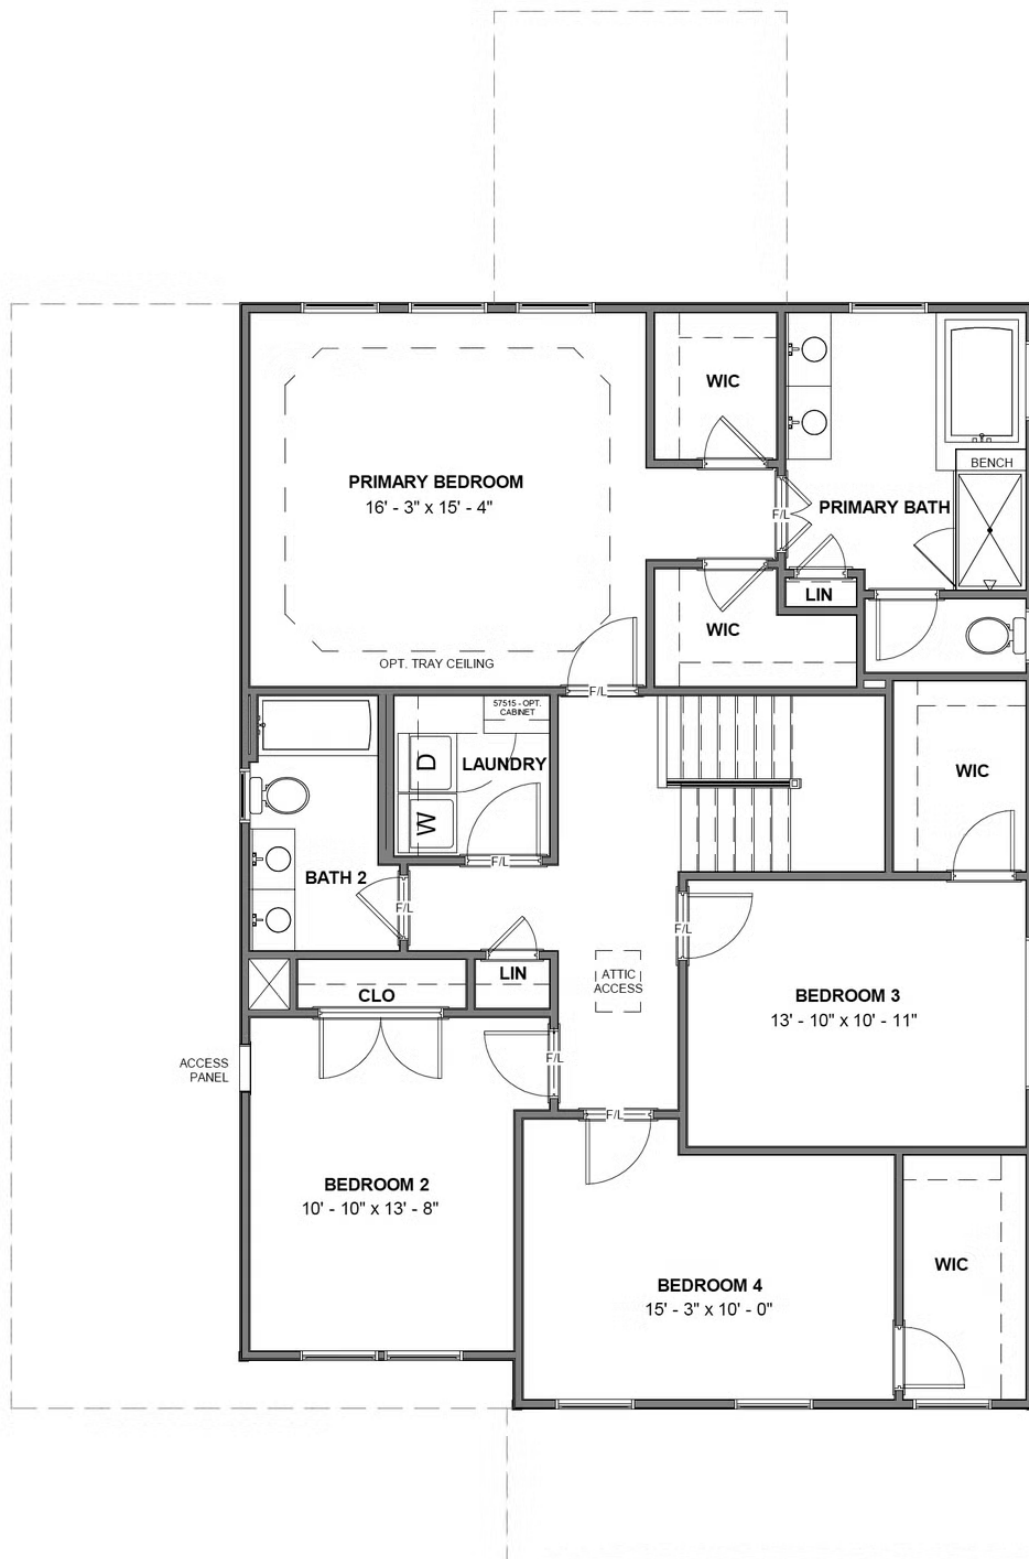 WIC
PRIMARY BEDROOM
16' - 3" x 15' - 4"
BENCH
PRIMARY BATH
F/L
LIN
WIC
OPT. TRAY CEILING
F/L
57515 - OPT.
CABINET
D
LAUNDRY
W
WIC
F/L
BATH 2
F/L
F/L
LIN
CLO
ATTIC
ACCESS
BEDROOM 3
13' - 10" x 10' - 11"
F/L
ACCESS
PANEL
F/L
BEDROOM 2
10' - 10" x 13' - 8"
WIC
BEDROOM 4
15' - 3" x 10' - 0"